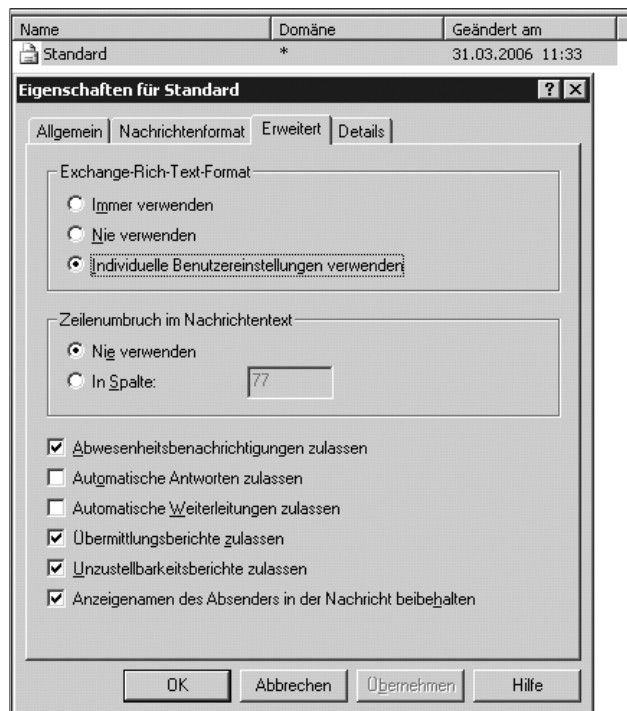 Name Domäne Geändert am
Standard * 31.03.2006 11:33
Eigenschaften für Standard ? X
Allgemein Nachrichtenformat Erweitert Details
Exchange-Rich-Text-Format
Immer verwenden
Nie verwenden
Individuelle Benutzereinstellungen verwenden
Zeilenumbruch im Nachrichtentext
Nie verwenden
In Spalte: 77
Abwesenheitsbenachrichtigungen zulassen
Automatische Antworten zulassen
Automatische Weiterleitungen zulassen
Übermittlungsberichte zulassen
Unzustellbarkeitsberichte zulassen
Anzeigenamen des Absenders in der Nachricht beibehalten
OK Abbrechen Übernehmen Hilfe